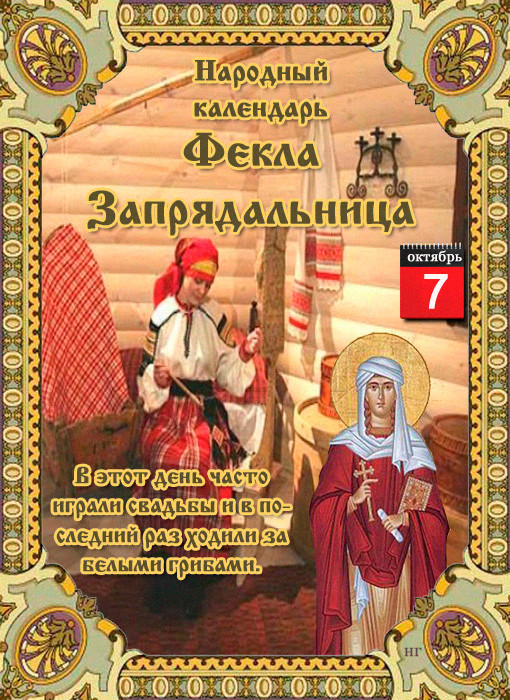 Народный
календарь
Фекла
Запрядальница
октябрь
7
В этот день часто
играли свадьбы и в по-
следний раз ходили за
белыми грибами.
НГ